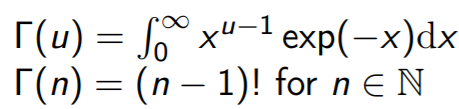 Γ(u) = ∫₀^∞ x^{u−1} exp(−x)dx
Γ(n) = (n − 1)! for n ∈ ℕ